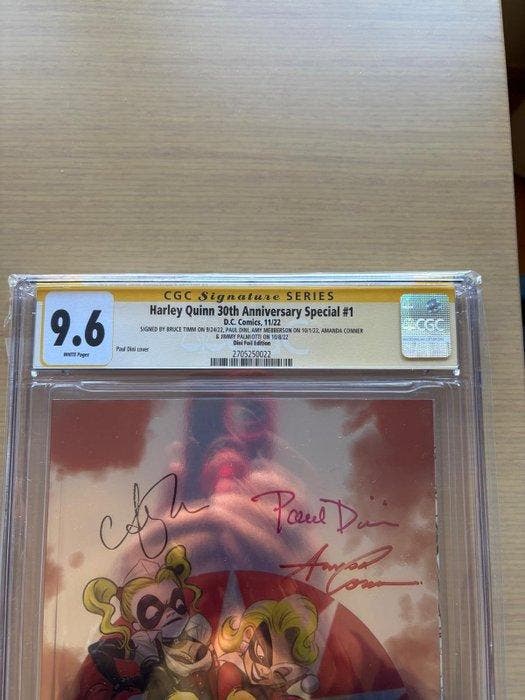 CGC Signature SERIES
9.6
WHITE Pages
Harley Quinn 30th Anniversary Special #1
D.C. Comics, 11/22
SIGNED BY BRUCE TIMM ON 9/24/22, PAUL DINI, AMY MEBBERSON ON 10/1/22, AMANDA CONNER
& JIMMY PALMIOTTI ON 10/8/22
Dini Foil Edition
Paul Dini cover
2705250022
CGC
Paul Dini
Amanda
Conner